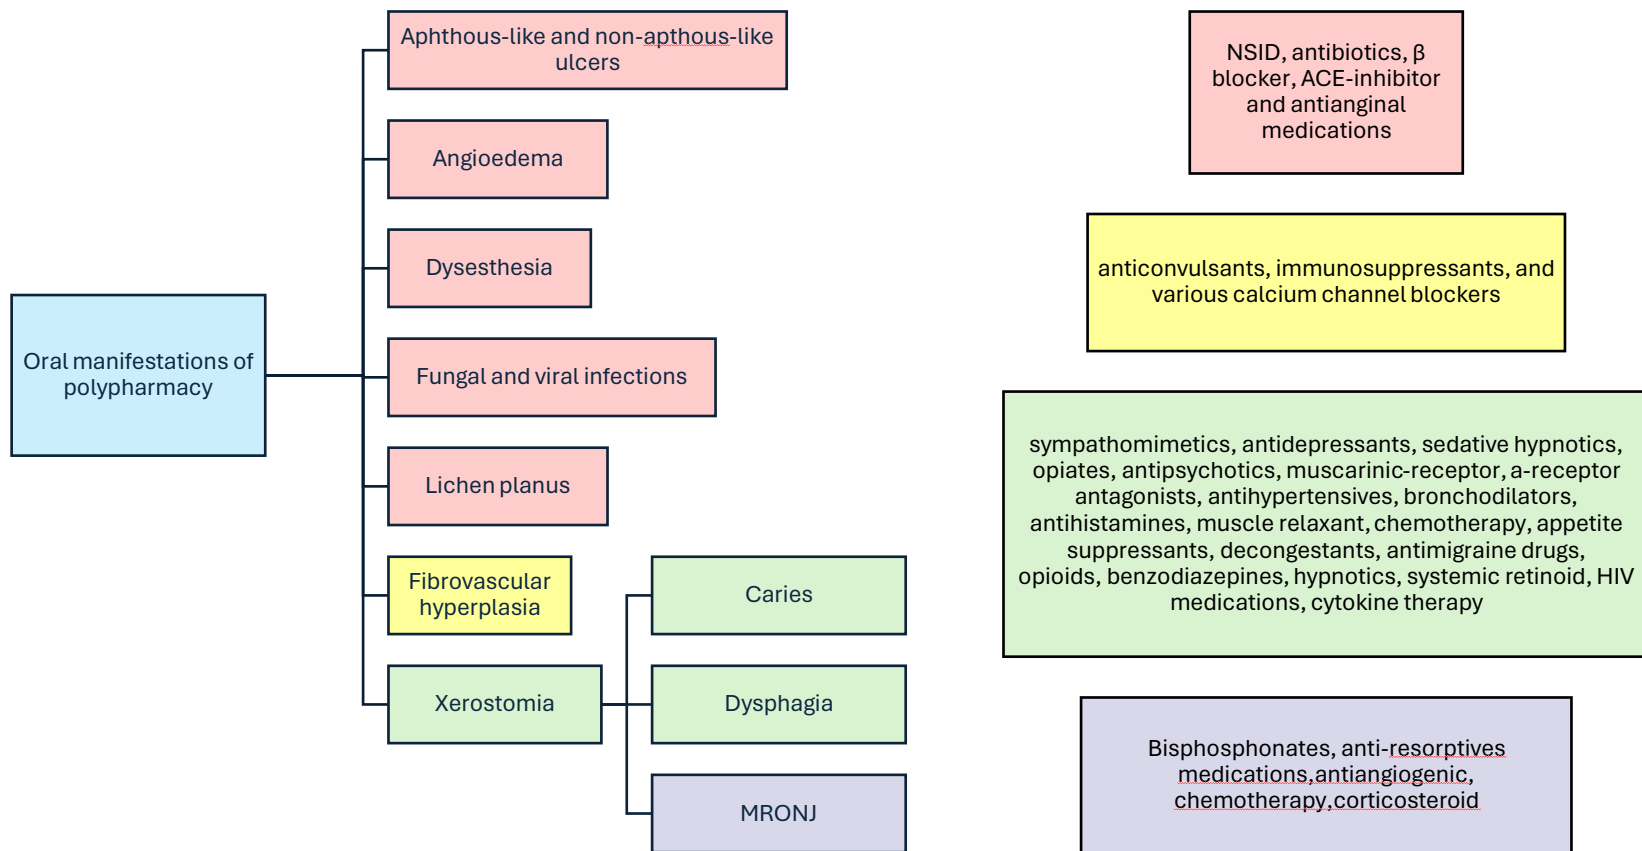 Aphthous-like and non-apthous-like
ulcers
Angioedema
Dysesthesia
Oral manifestations of
polypharmacy
Fungal and viral infections
Lichen planus
Fibrovascular
hyperplasia
Xerostomia
Caries
Dysphagia
MRONJ
NSID, antibiotics, β
blocker, ACE-inhibitor
and antianginal
medications
anticonvulsants, immunosuppressants, and
various calcium channel blockers
sympathomimetics, antidepressants, sedative hypnotics,
opiates, antipsychotics, muscarinic-receptor, a-receptor
antagonists, antihypertensives, bronchodilators,
antihistamines, muscle relaxant, chemotherapy, appetite
suppressants, decongestants, antimigraine drugs,
opioids, benzodiazepines, hypnotics, systemic retinoid, HIV
medications, cytokine therapy
Bisphosphonates, anti-resorptives
medications,antiangiogenic,
chemotherapy,corticosteroid